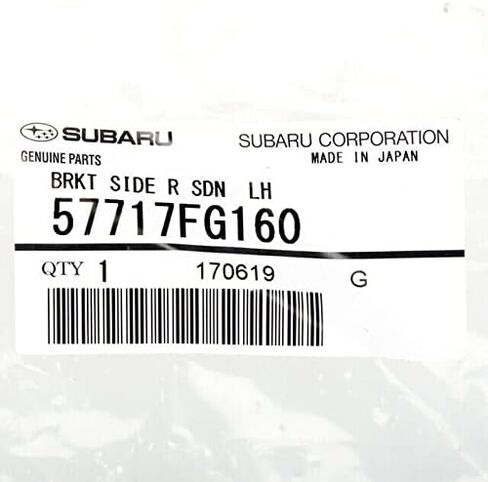 SUBARU SUBARU CORPORATION
GENUINE PARTS MADE IN JAPAN
BRKT SIDE R SDN LH
57717FG160
QTY 1 170619 G